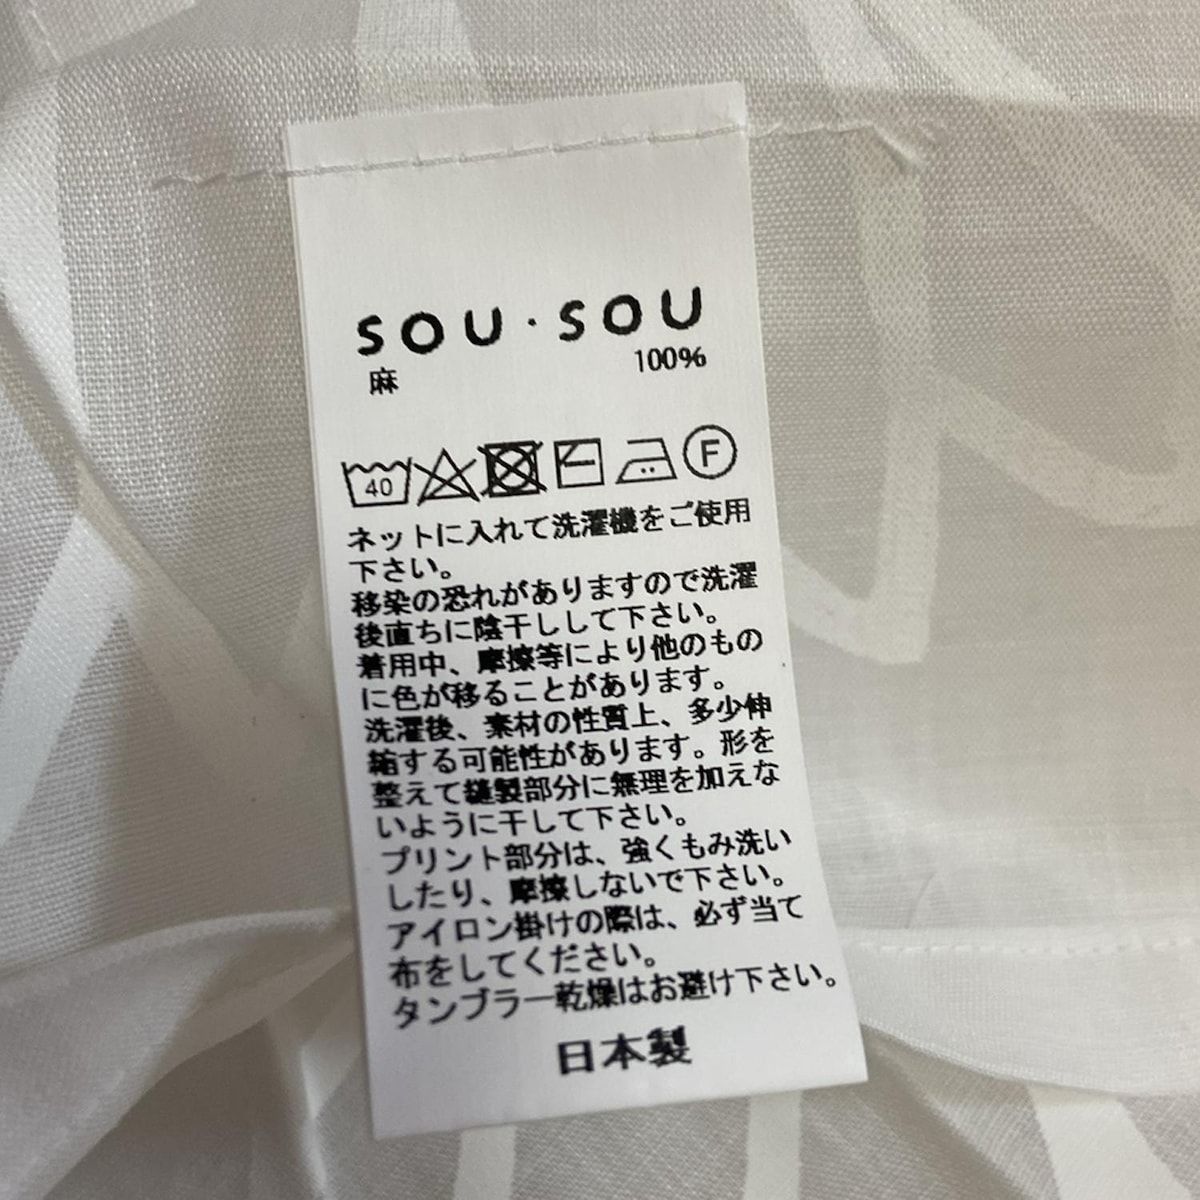 SOU・SOU
麻 100%
40 F
ネットに入れて洗濯機をご使用
下さい。
移染の恐れがありますので洗濯
後直ちに陰干しして下さい。
着用中、摩擦等により他のもの
に色が移ることがあります。
洗濯後、素材の性質上、多少伸
縮する可能性があります。形を
整えて縫製部分に無理を加えな
いように干して下さい。
プリント部分は、強くもみ洗い
したり、摩擦しないで下さい。
アイロン掛けの際は、必ず当て
布をしてください。
タンブラー乾燥はお避け下さい。
日本製